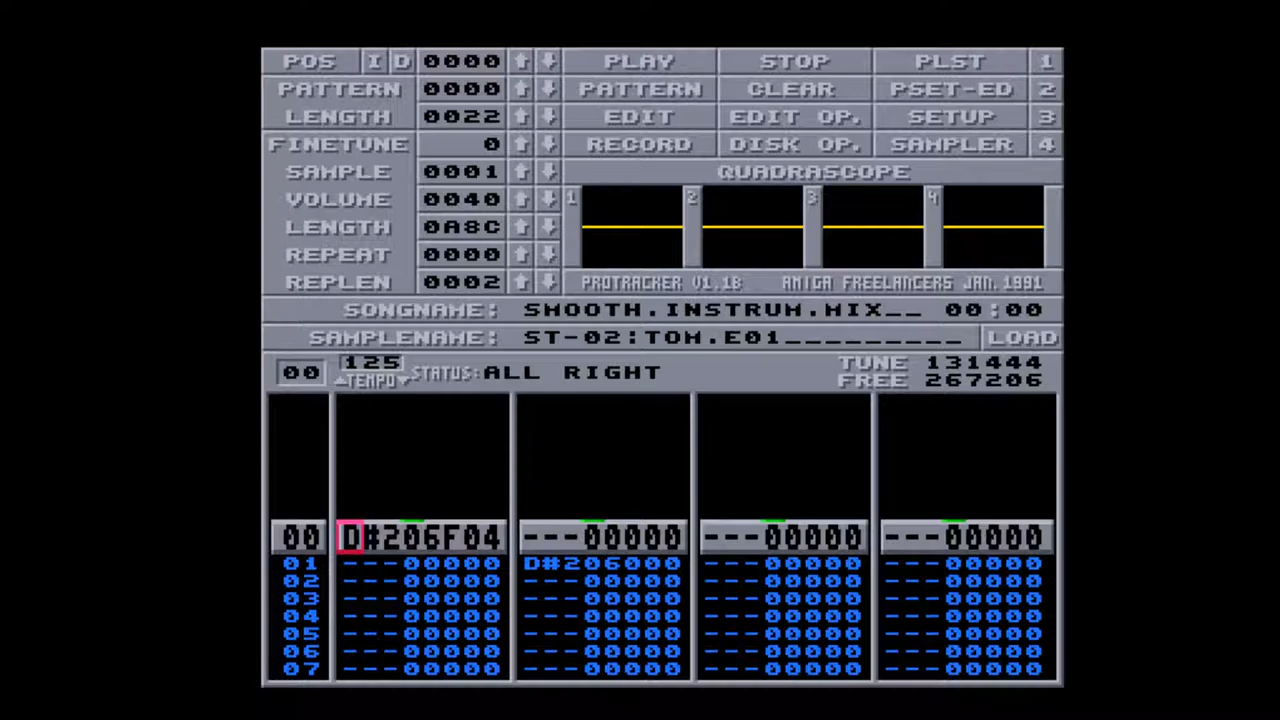 POS I D 0000 PLAY STOP PLST 1
PATTERN 0000 PATTERN CLEAR PSET-ED 2
LENGTH 0022 EDIT EDIT OP. SETUP 3
FINETUNE 0 RECORD DISK OP. SAMPLER 4
SAMPLE 0001 QUADRASCOPE
VOLUME 0040 1 2 3 4
LENGTH 0A8C
REPEAT 0000
REPLEN 0002 PROTRACKER V1.1B AMIGA FREELANCERS JAN.1991
SONGNAME: SMOOTH.INSTRUM.MIX__ 00:00
SAMPLENAME: ST-02:TOM.E01_________ LOAD
00 125 TEMPO STATUS:ALL RIGHT TUNE 131444
FREE 267206
00 D#206F04 ---00000 ---00000 ---00000
01 ---00000 D#206000 ---00000 ---00000
02 ---00000 ---00000 ---00000 ---00000
03 ---00000 ---00000 ---00000 ---00000
04 ---00000 ---00000 ---00000 ---00000
05 ---00000 ---00000 ---00000 ---00000
06 ---00000 ---00000 ---00000 ---00000
07 ---00000 ---00000 ---00000 ---00000